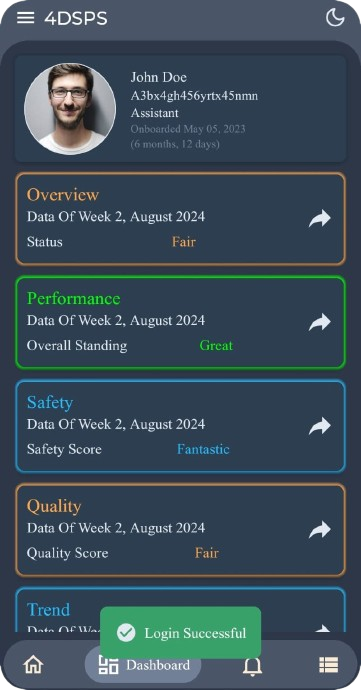 4DSPS
John Doe
A3bx4gh456yrtx45nmn
Assistant
Onboarded May 05, 2023
(6 months, 12 days)
Overview
Data Of Week 2, August 2024
Status Fair
Performance
Data Of Week 2, August 2024
Overall Standing Great
Safety
Data Of Week 2, August 2024
Safety Score Fantastic
Quality
Data Of Week 2, August 2024
Quality Score Fair
Trend
Data Of
Login Successful
Dashboard